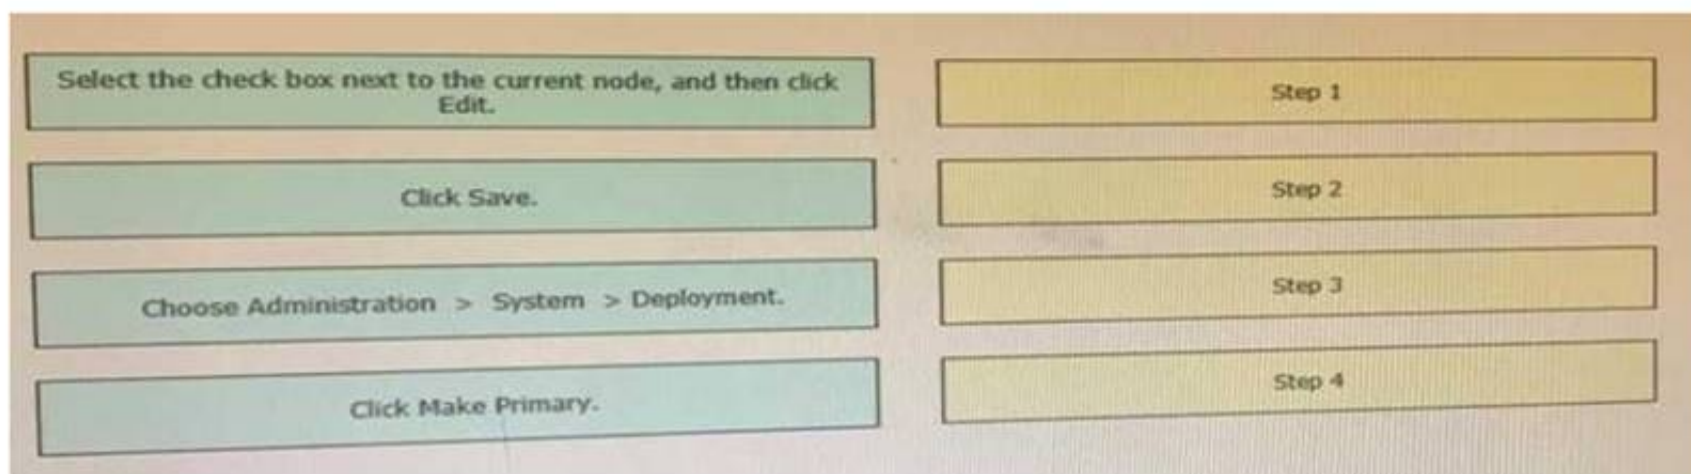 Select the check box next to the current node, and then click
Edit.
Click Save.
Choose Administration > System > Deployment.
Click Make Primary.
Step 1
Step 2
Step 3
Step 4